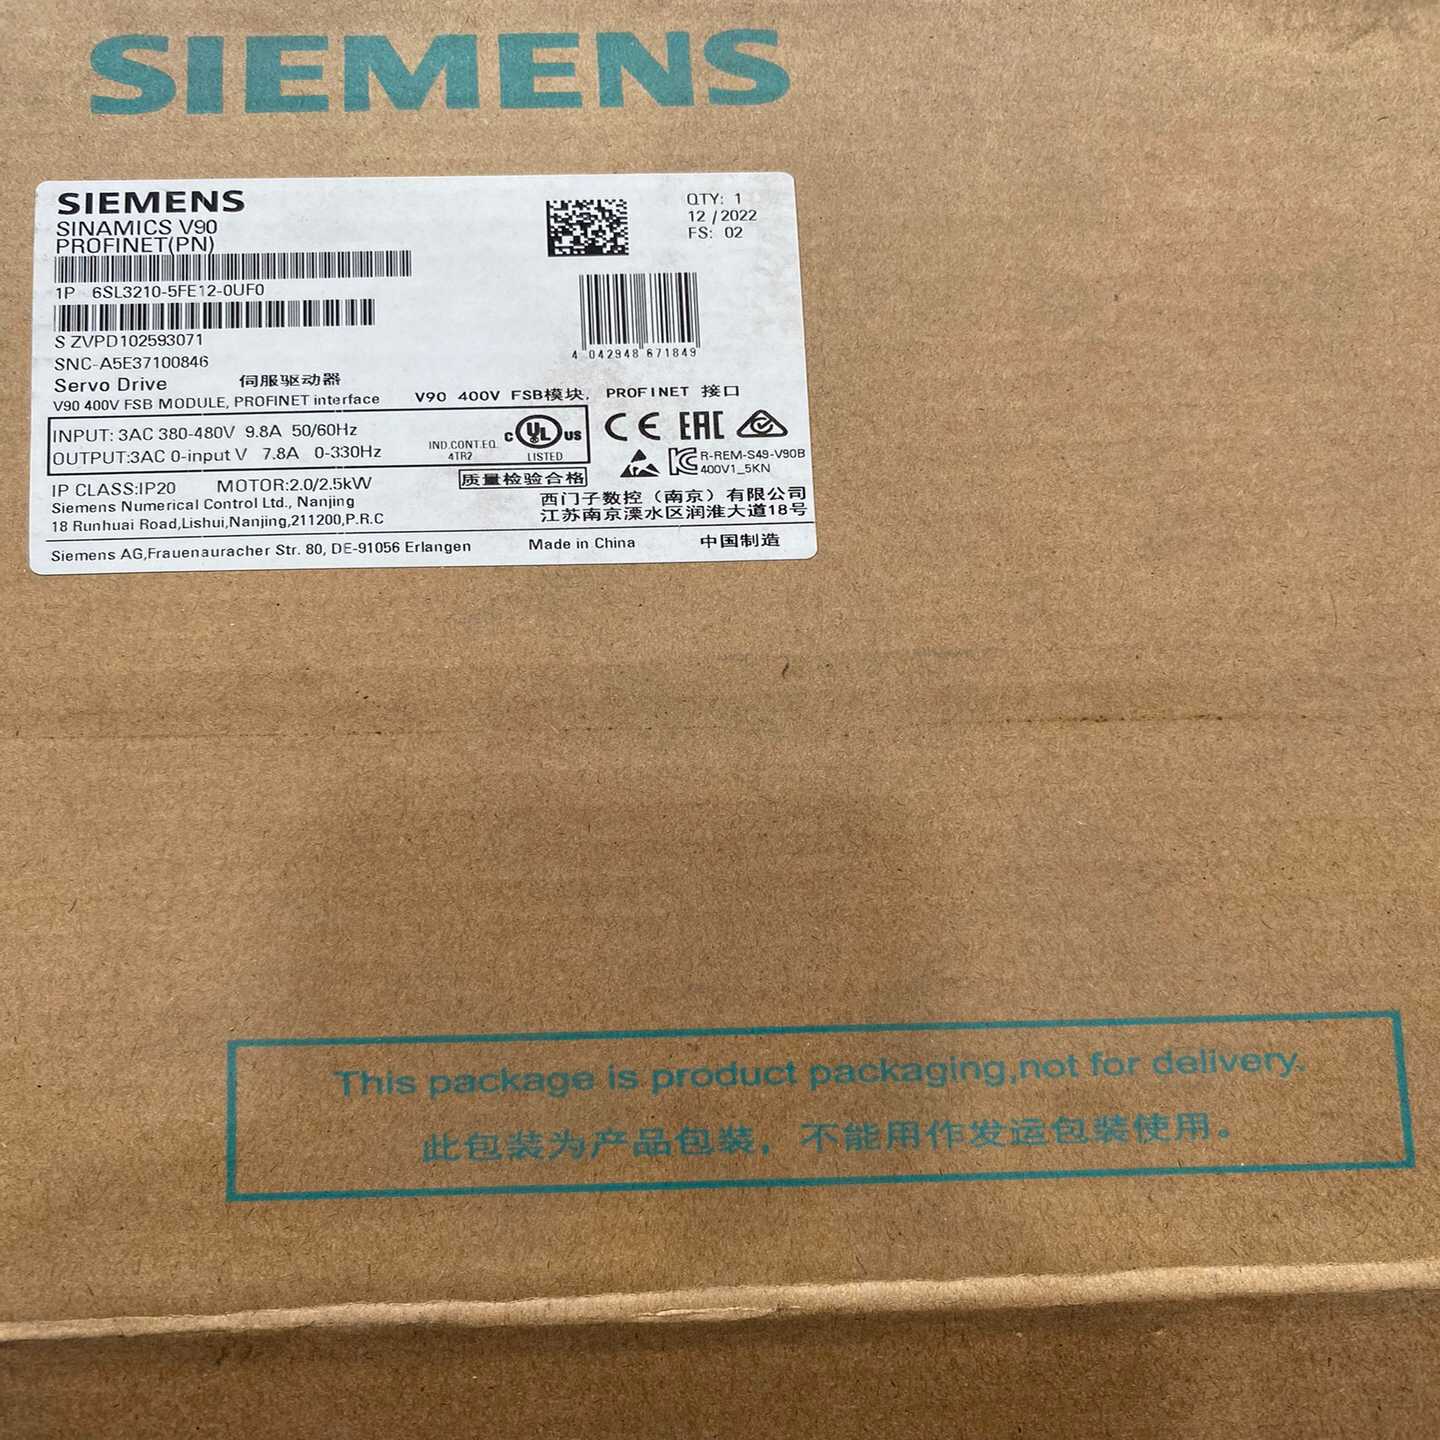 SIEMENS
SIEMENS
SINAMICS V90
PROFINET(PN)
QTY: 1
12 / 2022
FS: 02
1P 6SL3210-5FE12-0UF0
S ZVPD102593071
4 042948 671849
SNC-A5E37100846
Servo Drive 伺服驱动器
V90 400V FSB MODULE, PROFINET interface V90 400V FSB模块, PROFINET 接口
INPUT: 3AC 380-480V 9.8A 50/60Hz
OUTPUT:3AC 0-input V 7.8A 0-330Hz
IND.CONT.EQ.
4TR2
C UL US
LISTED
CE EAC
R-REM-S49-V90B
400V1_5KN
质量检验合格
IP CLASS:IP20 MOTOR:2.0/2.5kW
Siemens Numerical Control Ltd., Nanjing
18 Runhuai Road,Lishui,Nanjing,211200,P.R.C
西门子数控（南京）有限公司
江苏南京溧水区润淮大道18号
Siemens AG,Frauenauracher Str. 80, DE-91056 Erlangen Made in China 中国制造
This package is product packaging,not for delivery.
此包装为产品包装，不能用作发运包装使用。